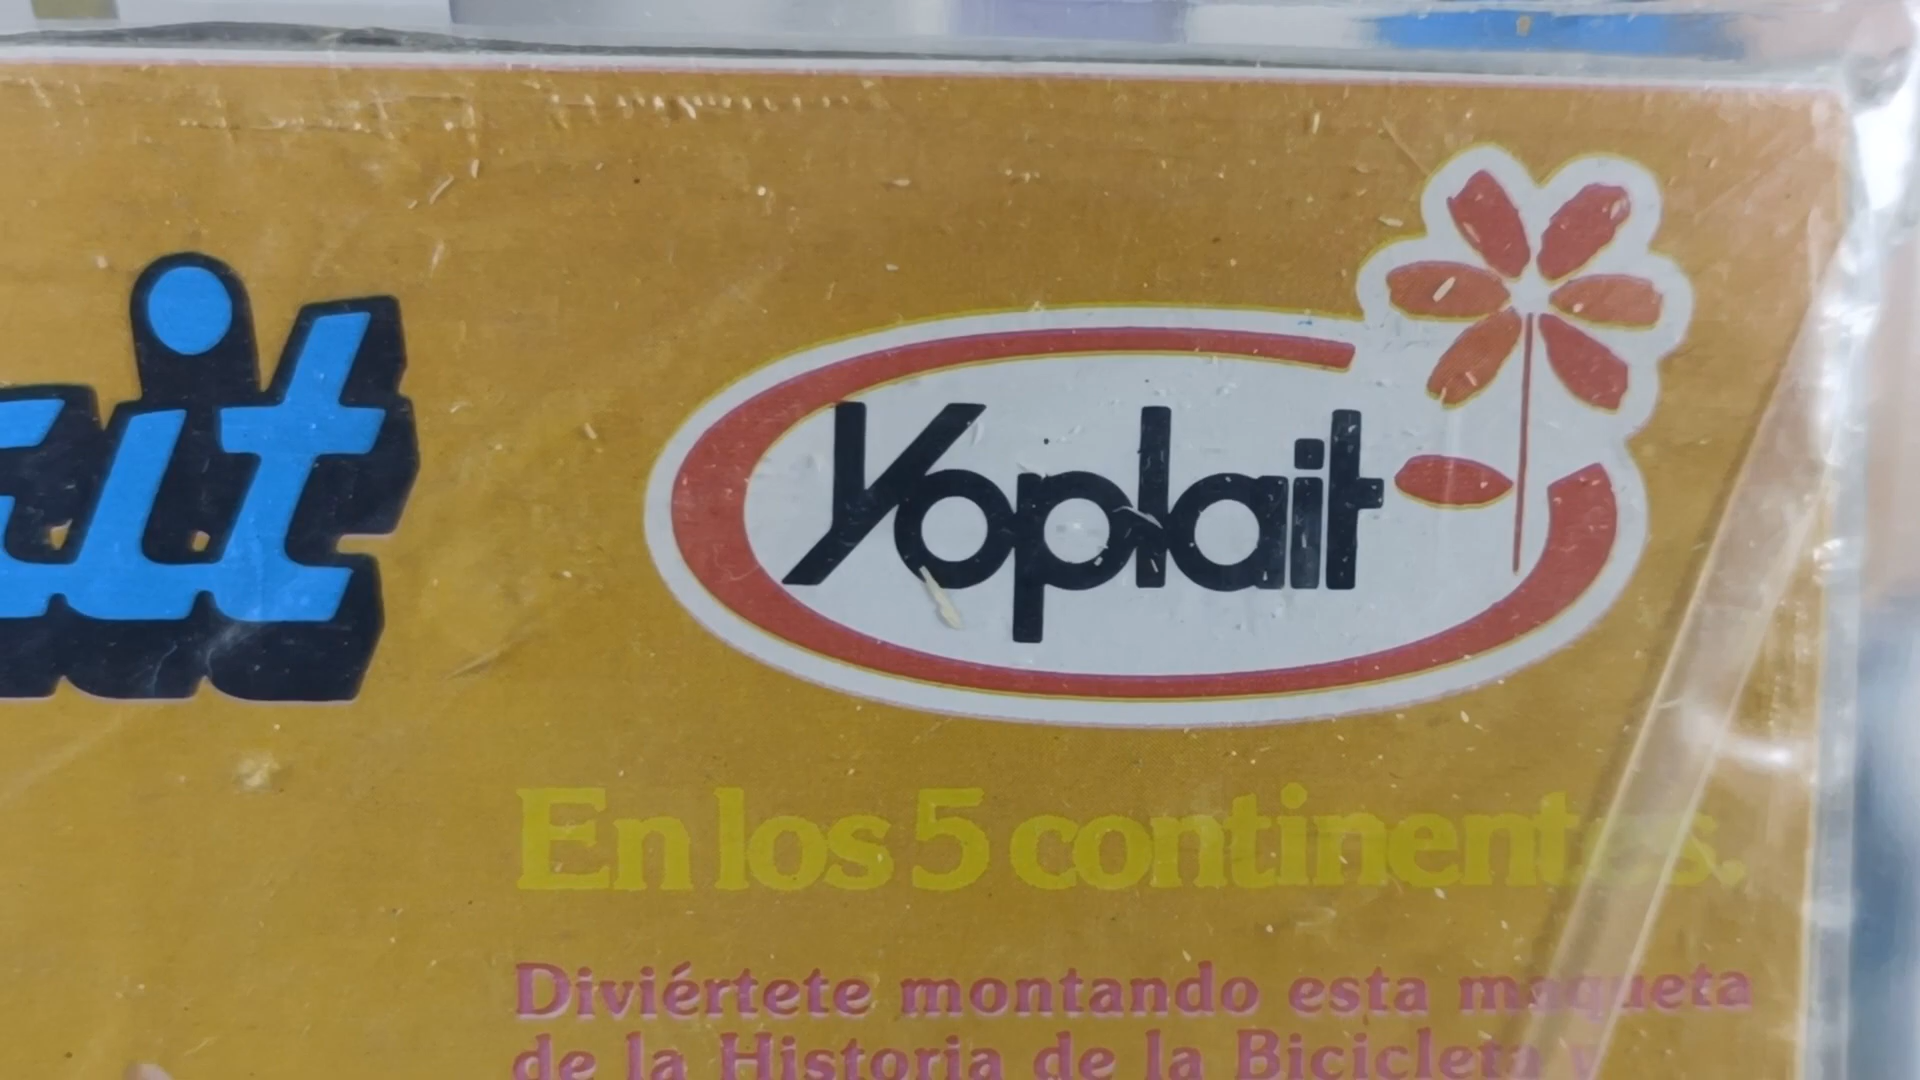 ait
Yoplait
En los 5 continentes.
Diviértete montando esta maqueta
de la Historia de la Bicicleta y